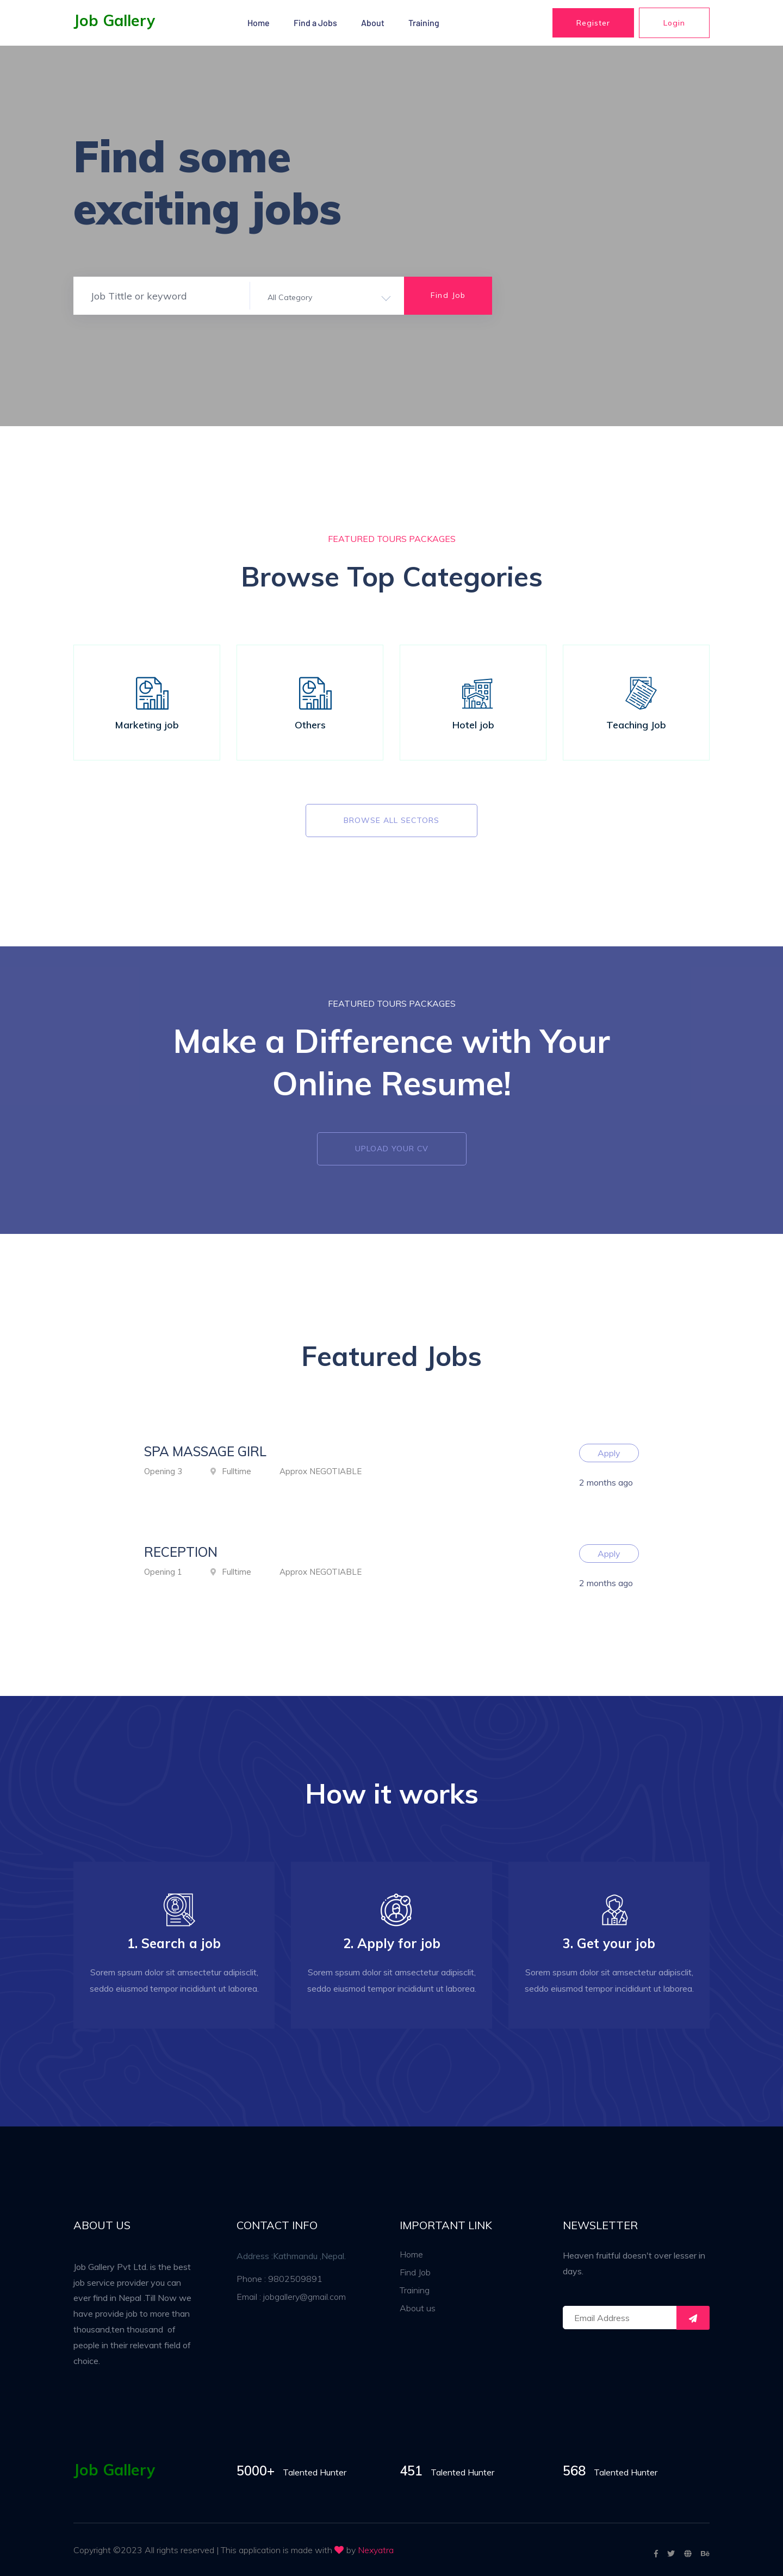 Job Gallery
Home
Find a Jobs
About
Training
Register
Login
Find some
exciting jobs
Job Tittle or keyword
All Category
Find Job
FEATURED TOURS PACKAGES
Browse Top Categories
Marketing job
Others
Hotel job
Teaching Job
BROWSE ALL SECTORS
FEATURED TOURS PACKAGES
Make a Difference with Your
Online Resume!
UPLOAD YOUR CV
Featured Jobs
SPA MASSAGE GIRL
Opening 3
Fulltime
Approx NEGOTIABLE
Apply
2 months ago
RECEPTION
Opening 1
Fulltime
Approx NEGOTIABLE
Apply
2 months ago
How it works
1. Search a job
Sorem spsum dolor sit amsectetur adipisclit,
seddo eiusmod tempor incididunt ut laborea.
2. Apply for job
Sorem spsum dolor sit amsectetur adipisclit,
seddo eiusmod tempor incididunt ut laborea.
3. Get your job
Sorem spsum dolor sit amsectetur adipisclit,
seddo eiusmod tempor incididunt ut laborea.
ABOUT US
Job Gallery Pvt Ltd. is the best
job service provider you can
ever find in Nepal .Till Now we
have provide job to more than
thousand,ten thousand of
people in their relevant field of
choice.
CONTACT INFO
Address :Kathmandu ,Nepal.
Phone : 9802509891
Email : jobgallery@gmail.com
IMPORTANT LINK
Home
Find Job
Training
About us
NEWSLETTER
Heaven fruitful doesn't over lesser in
days.
Email Address
Job Gallery
5000+ Talented Hunter
451 Talented Hunter
568 Talented Hunter
Copyright ©2023 All rights reserved | This application is made with by Nexyatra
Bē